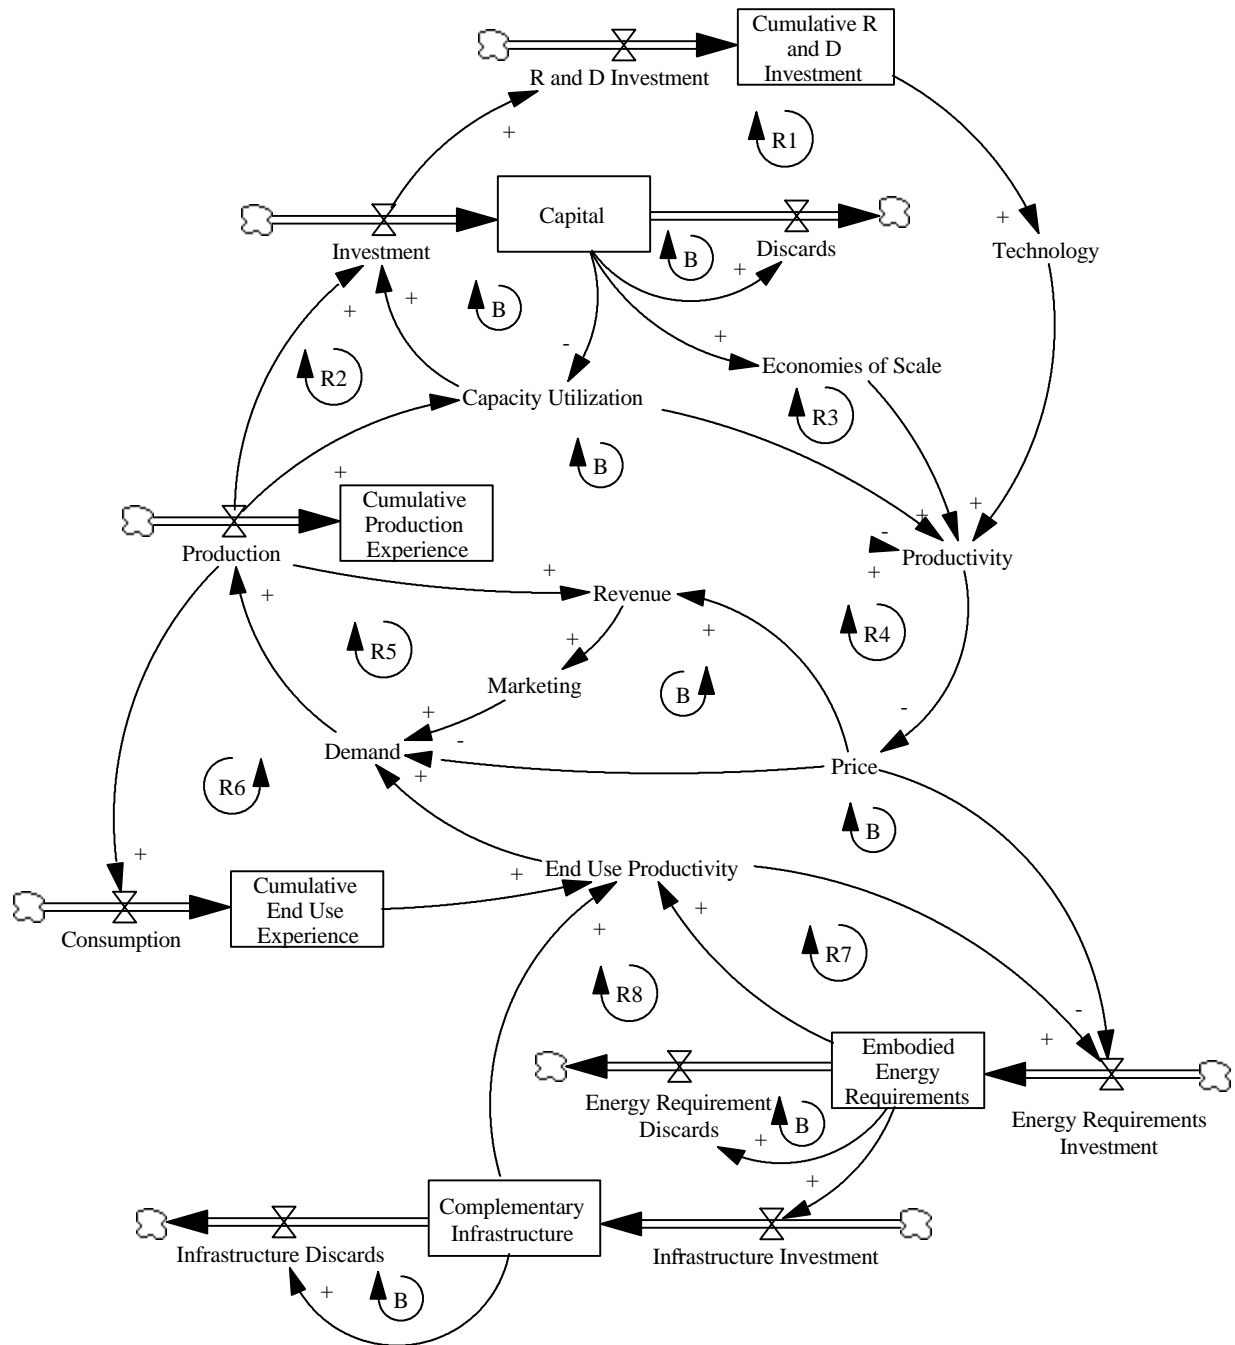 Cumulative R
and D
Investment
R and D Investment
+
R1
Capital
+
B
Discards
Technology
Investment
+
+
+
B
-
+
R2
Economies of Scale
Capacity Utilization
R3
B
+
Cumulative
Production
Experience
+
+
-
Productivity
Production
+
+
+
Revenue
R4
R5
+
+
Marketing
B
-
+
-
Demand
Price
+
R6
B
+
End Use Productivity
+
Cumulative
End Use
Experience
+
+
Consumption
R7
R8
-
+
Embodied
Energy
Requirements
Energy Requirement
Discards
B
Energy Requirements
Investment
+
+
Complementary
Infrastructure
Infrastructure Discards
Infrastructure Investment
+
B